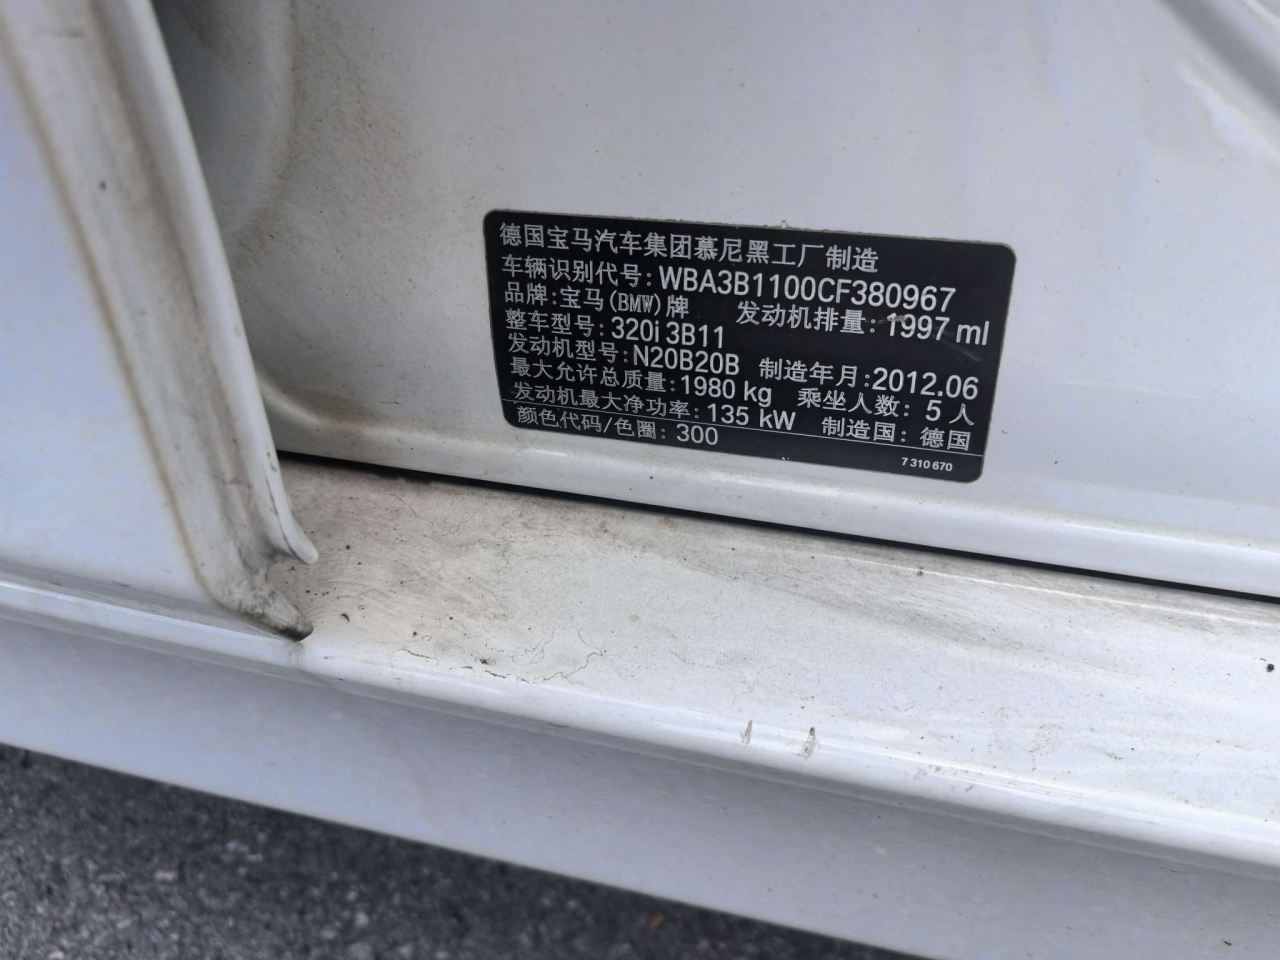 德国宝马汽车集团慕尼黑工厂制造
车辆识别代号: WBA3B1100CF380967
品牌:宝马(BMW)牌 发动机排量: 1997 ml
整车型号: 320i 3B11
发动机型号: N20B20B 制造年月:2012.06
最大允许总质量: 1980 kg 乘坐人数: 5 人
发动机最大净功率: 135 kW 制造国: 德国
颜色代码/色圈: 300
7 310 670